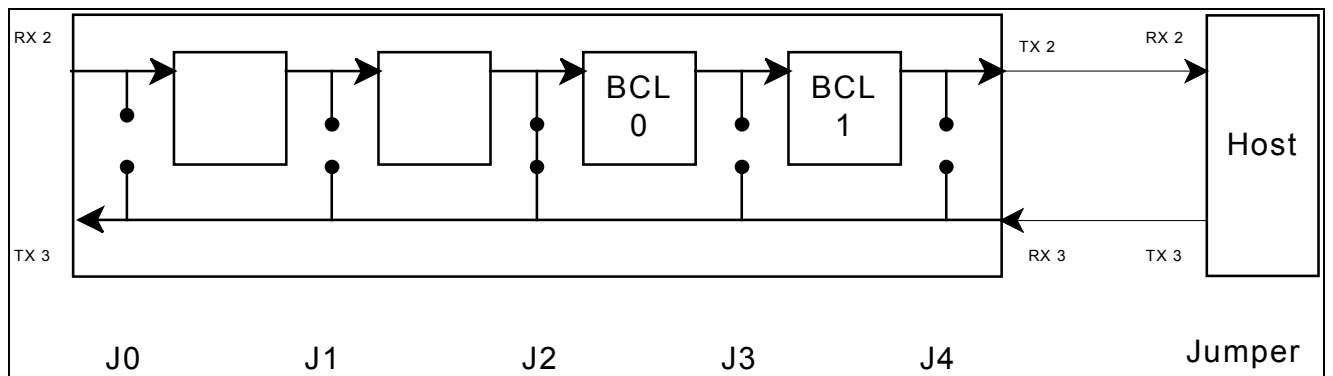 RX 2
TX 2
RX 2
BCL
0
BCL
1
Host
TX 3
RX 3
TX 3
J0
J1
J2
J3
J4
Jumper